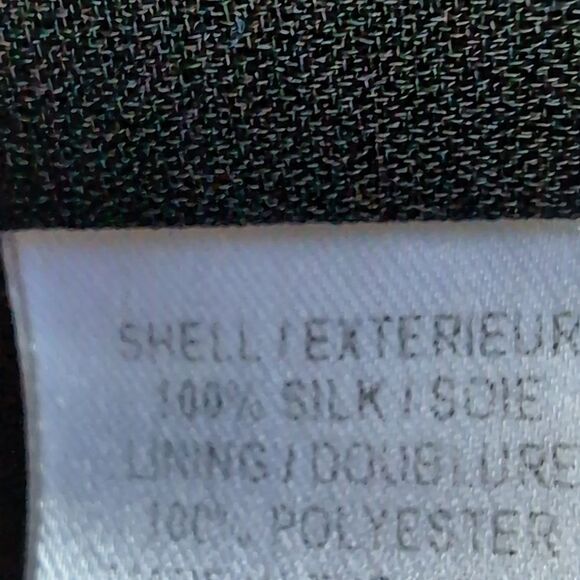 SHELL / EXTERIEUR
100% SILK / SOIE
LINING / DOUBLURE
100% POLYESTER